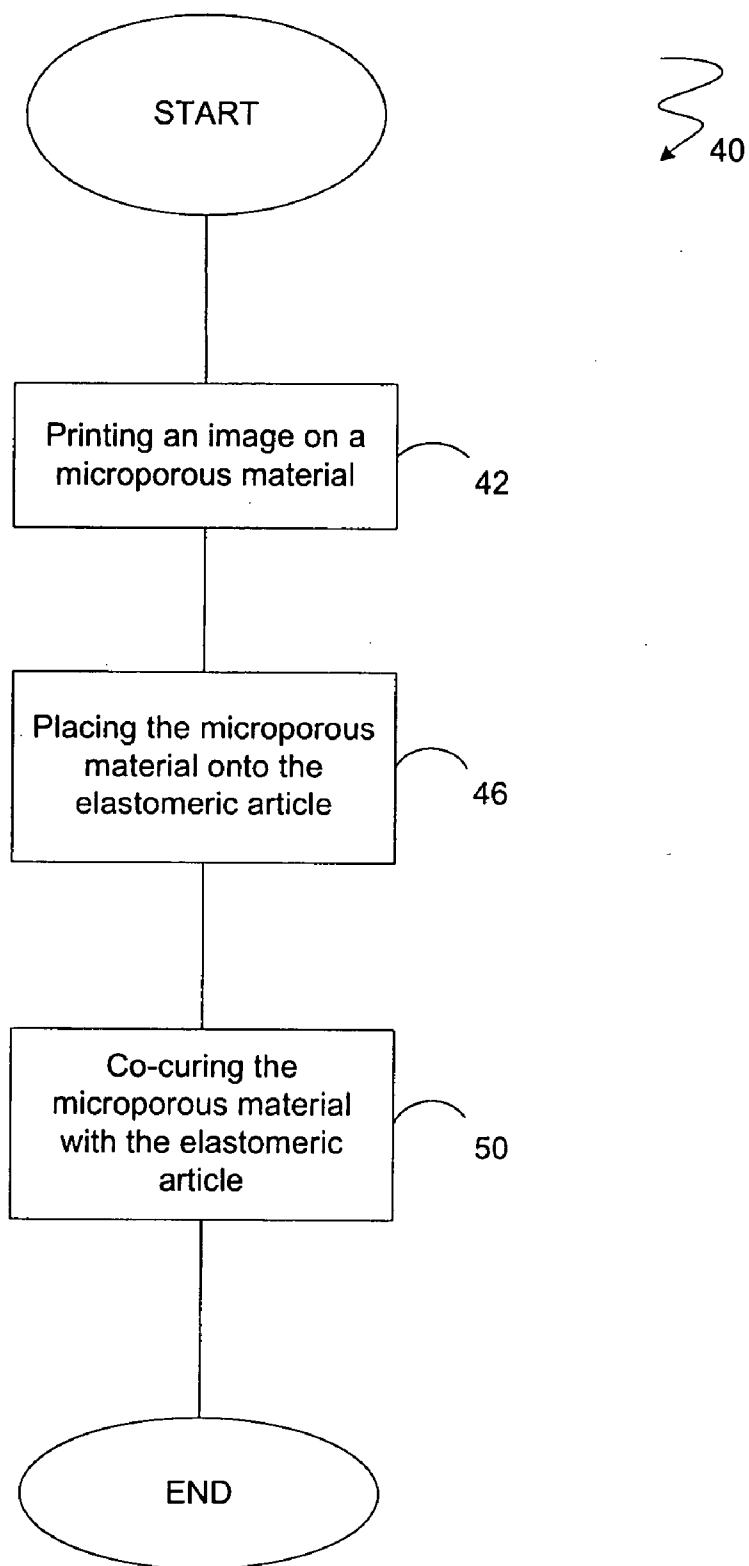 START
40
Printing an image on a
microporous material
42
Placing the microporous
material onto the
elastomeric article
46
Co-curing the
microporous material
with the elastomeric
article
50
END